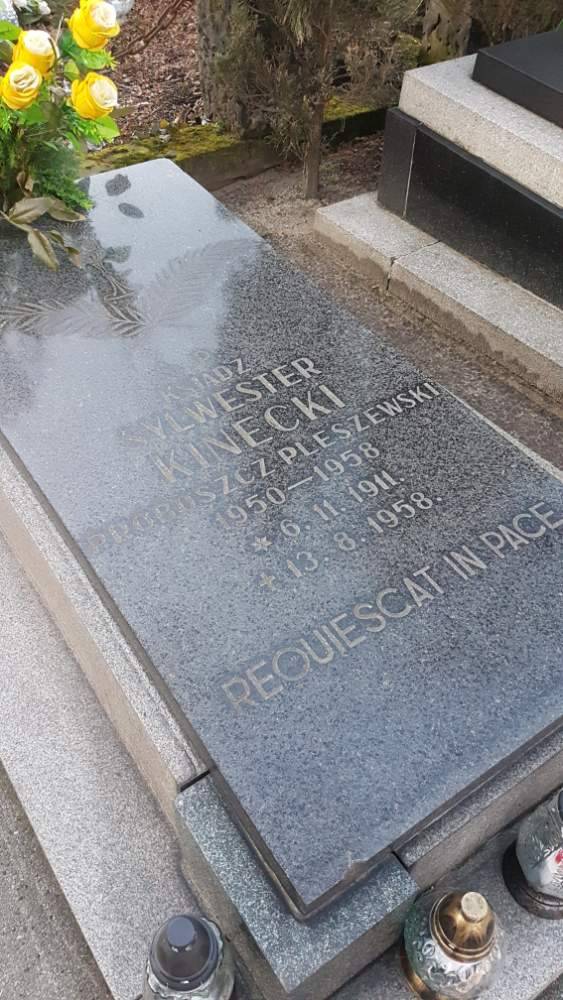 KSIĄDZ
SYLWESTER
KINECKI
PROBOSZCZ PLESZEWSKI
1950–1958
* 6. 11. 1911.
+ 13. 8. 1958.
REQUIESCAT IN PACE